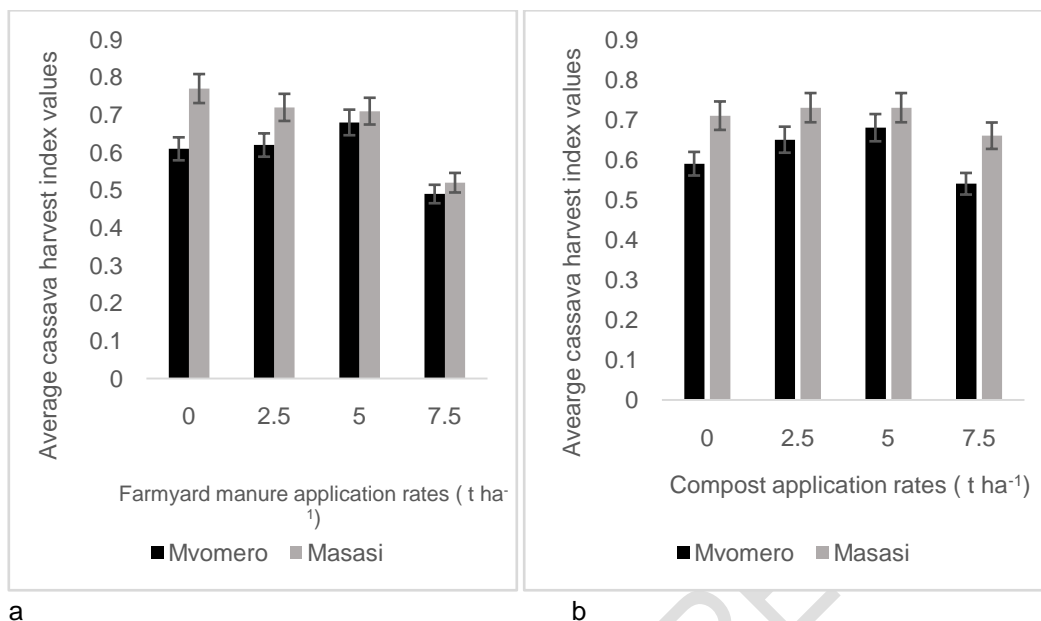 Average cassava harvest index values
0.9
0.8
0.7
0.6
0.5
0.4
0.3
0.2
0.1
0
0 2.5 5 7.5
Farmyard manure application rates ( t ha-
1)
Mvomero Masasi
a
Avearge cassava harvest index values
0.9
0.8
0.7
0.6
0.5
0.4
0.3
0.2
0.1
0
0 2.5 5 7.5
Compost application rates ( t ha-1)
Mvomero Masasi
b